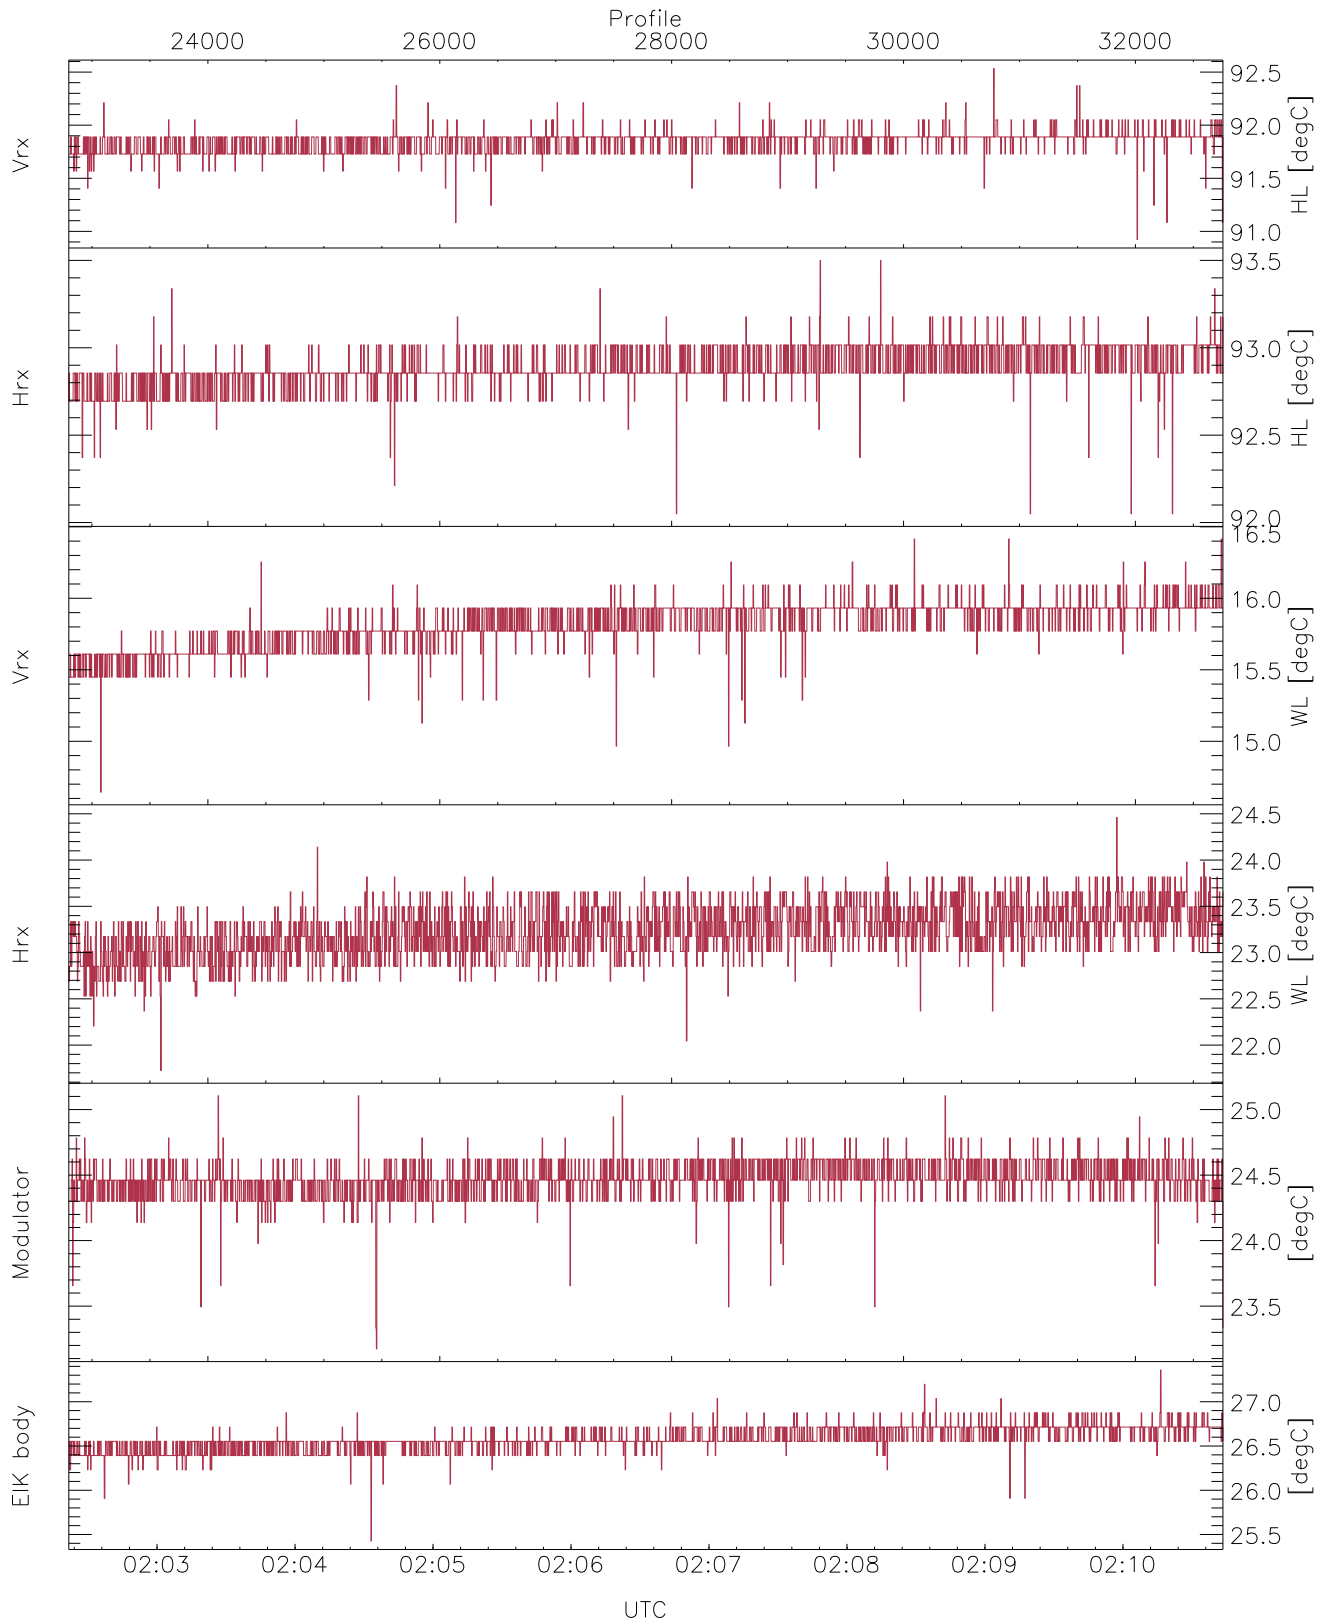 Profile
24000 26000 28000 30000 32000
Vrx
92.5
92.0
91.5
91.0
HL [degC]
Hrx
93.5
93.0
92.5
92.0
HL [degC]
Vrx
16.5
16.0
15.5
15.0
WL [degC]
Hrx
24.5
24.0
23.5
23.0
22.5
22.0
WL [degC]
Modulator
25.0
24.5
24.0
23.5
[degC]
EIK body
27.0
26.5
26.0
25.5
[degC]
02:03 02:04 02:05 02:06 02:07 02:08 02:09 02:10
UTC